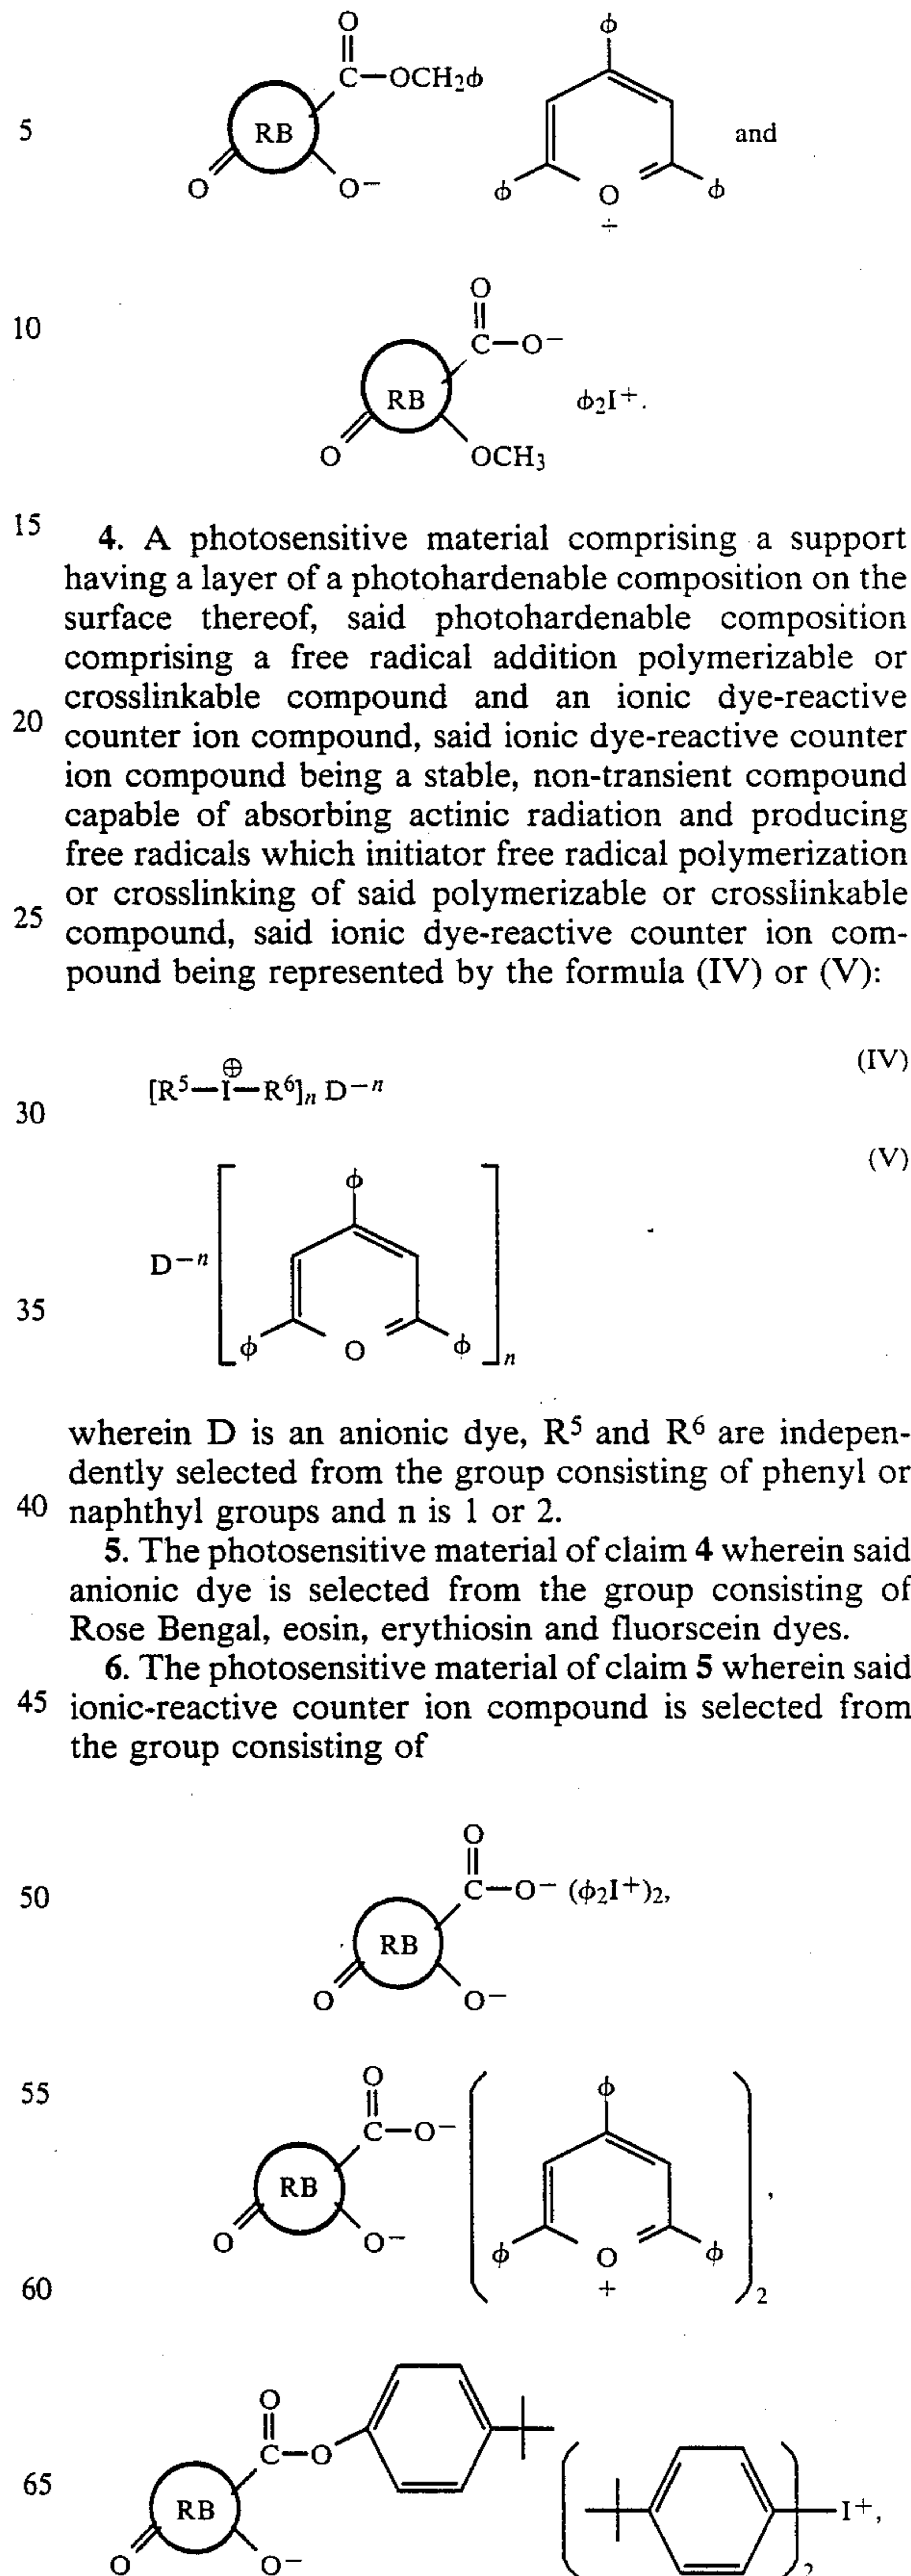 O
C—OCH₂ϕ
ϕ
5
RB
and
O
O⁻
ϕ
O
ϕ
+
O
10
C—O⁻
RB
ϕ₂I⁺.
O
OCH₃
15
4. A photosensitive material comprising a support
having a layer of a photohardenable composition on the
surface thereof, said photohardenable composition
comprising a free radical addition polymerizable or
crosslinkable compound and an ionic dye-reactive
20
counter ion compound, said ionic dye-reactive counter
ion compound being a stable, non-transient compound
capable of absorbing actinic radiation and producing
free radicals which initiator free radical polymerization
or crosslinking of said polymerizable or crosslinkable
25
compound, said ionic dye-reactive counter ion com-
pound being represented by the formula (IV) or (V):
(IV)
[R⁵—I⊕—R⁶]ₙ D⁻ⁿ
30
(V)
ϕ
D⁻ⁿ
35
ϕ
O
ϕ
n
wherein D is an anionic dye, R⁵ and R⁶ are indepen-
dently selected from the group consisting of phenyl or
40 naphthyl groups and n is 1 or 2.
5. The photosensitive material of claim 4 wherein said
anionic dye is selected from the group consisting of
Rose Bengal, eosin, erythiosin and fluorscein dyes.
6. The photosensitive material of claim 5 wherein said
45 ionic-reactive counter ion compound is selected from
the group consisting of
O
50
C—O⁻ (ϕ₂I⁺)₂,
RB
O
O⁻
55
O
ϕ
C—O⁻
RB
,
O
O⁻
ϕ
O
ϕ
60
+
2
O
C—O
65
RB
I⁺,
O
O⁻
2